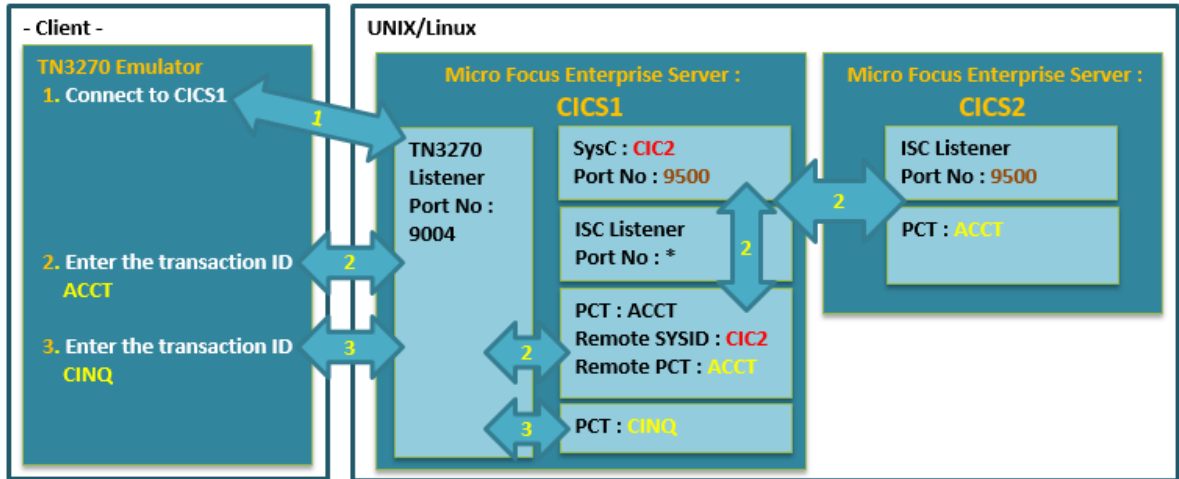 - Client -
TN3270 Emulator
1. Connect to CICS1
2. Enter the transaction ID
ACCT
3. Enter the transaction ID
CINQ
1
2
3
UNIX/Linux
Micro Focus Enterprise Server :
CICS1
TN3270
Listener
Port No :
9004
SysC : CIC2
Port No : 9500
ISC Listener
Port No : *
2
PCT : ACCT
Remote SYSID : CIC2
Remote PCT : ACCT
2
PCT : CINQ
3
2
Micro Focus Enterprise Server :
CICS2
ISC Listener
Port No : 9500
PCT : ACCT